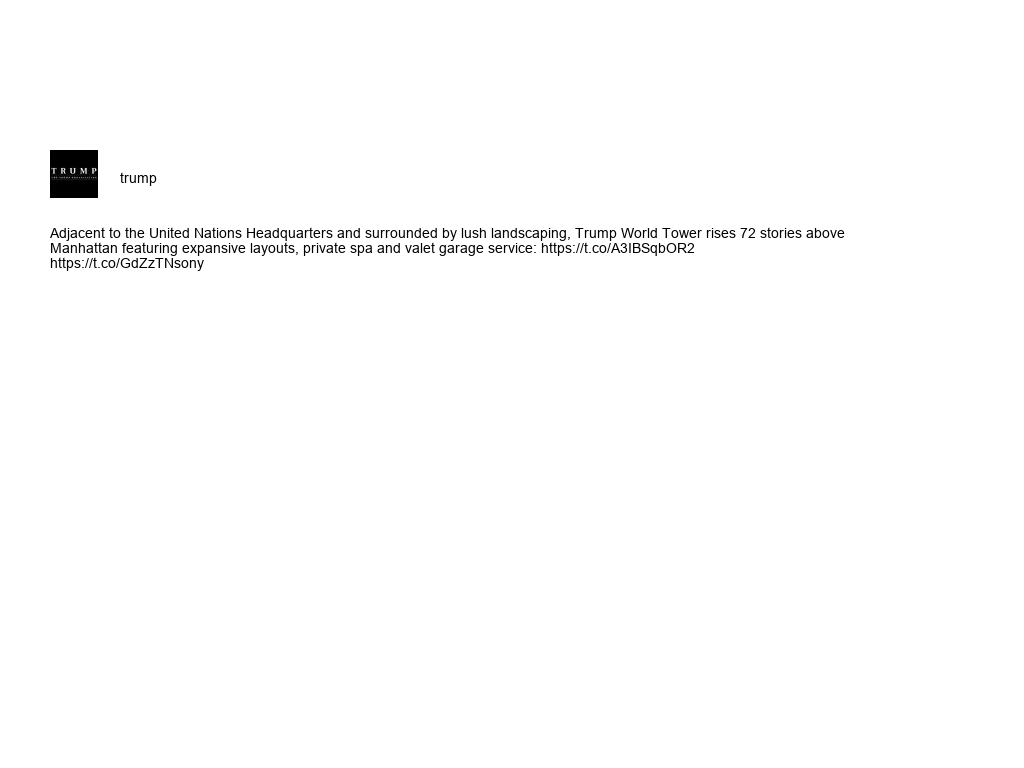 TRUMP
trump
Adjacent to the United Nations Headquarters and surrounded by lush landscaping, Trump World Tower rises 72 stories above
Manhattan featuring expansive layouts, private spa and valet garage service: https://t.co/A3IBSqbOR2
https://t.co/GdZzTNsony